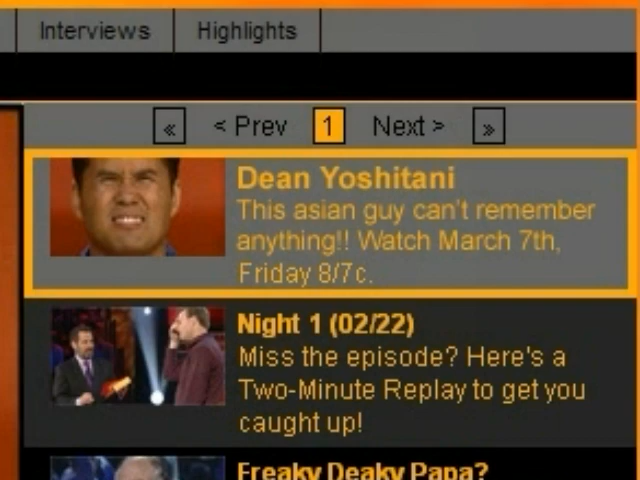 Interviews Highlights
« < Prev 1 Next > »
Dean Yoshitani
This asian guy can't remember
anything!! Watch March 7th,
Friday 8/7c.
Night 1 (02/22)
Miss the episode? Here's a
Two-Minute Replay to get you
caught up!
Freaky Deaky Papa?